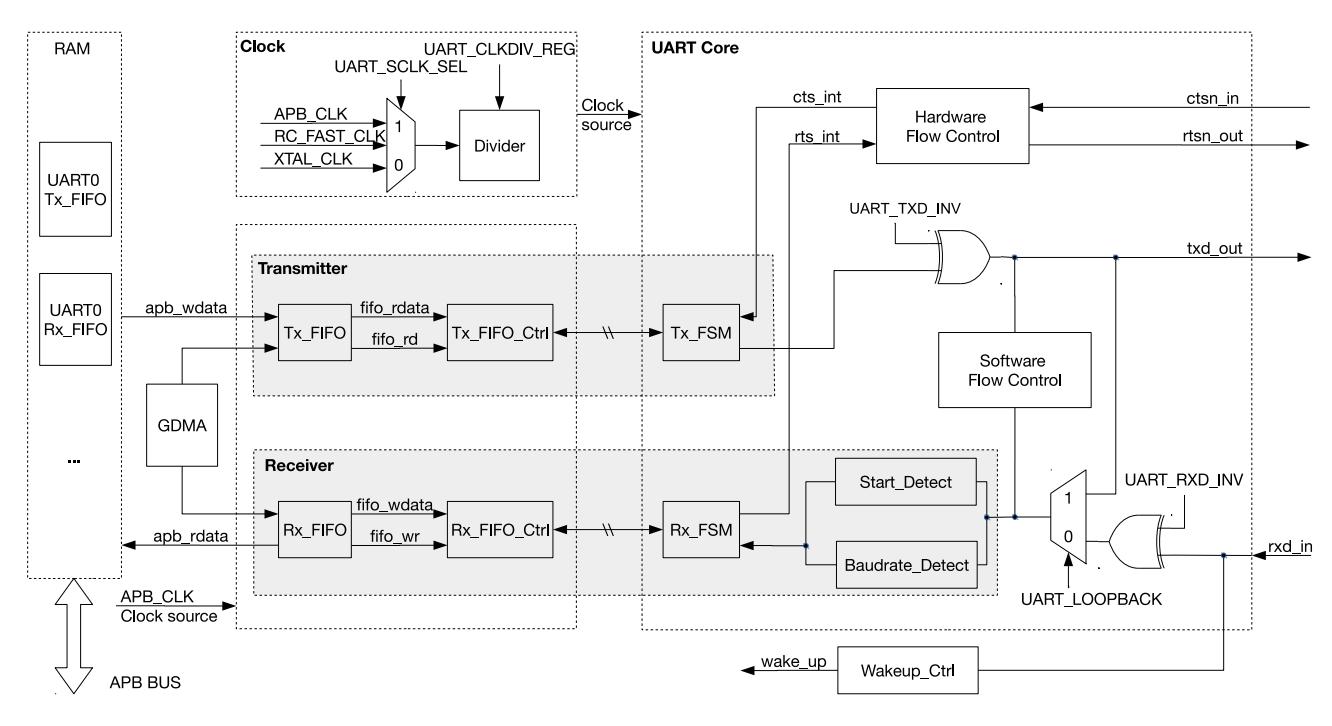 RAM
Clock
UART_CLKDIV_REG
UART_SCLK_SEL
APB_CLK
RC_FAST_CLK
XTAL_CLK
1
0
Divider
Clock
source
UART Core
cts_int
rts_int
Hardware
Flow Control
ctsn_in
rtsn_out
UART0
Tx_FIFO
UART0
Rx_FIFO
...
UART_TXD_INV
txd_out
Transmitter
apb_wdata
Tx_FIFO
fifo_rdata
fifo_rd
Tx_FIFO_Ctrl
\\
Tx_FSM
Software
Flow Control
GDMA
Receiver
apb_rdata
Rx_FIFO
fifo_wdata
fifo_wr
Rx_FIFO_Ctrl
\\
Rx_FSM
Start_Detect
Baudrate_Detect
1
0
UART_RXD_INV
rxd_in
UART_LOOPBACK
APB_CLK
Clock source
wake_up
Wakeup_Ctrl
APB BUS